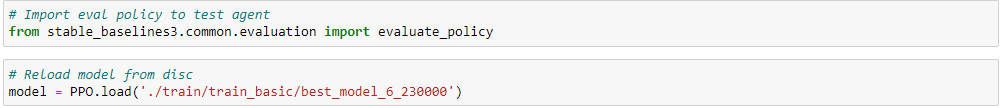 # Import eval policy to test agent
from stable_baselines3.common.evaluation import evaluate_policy
# Reload model from disc
model = PPO.load('./train/train_basic/best_model_6_230000')